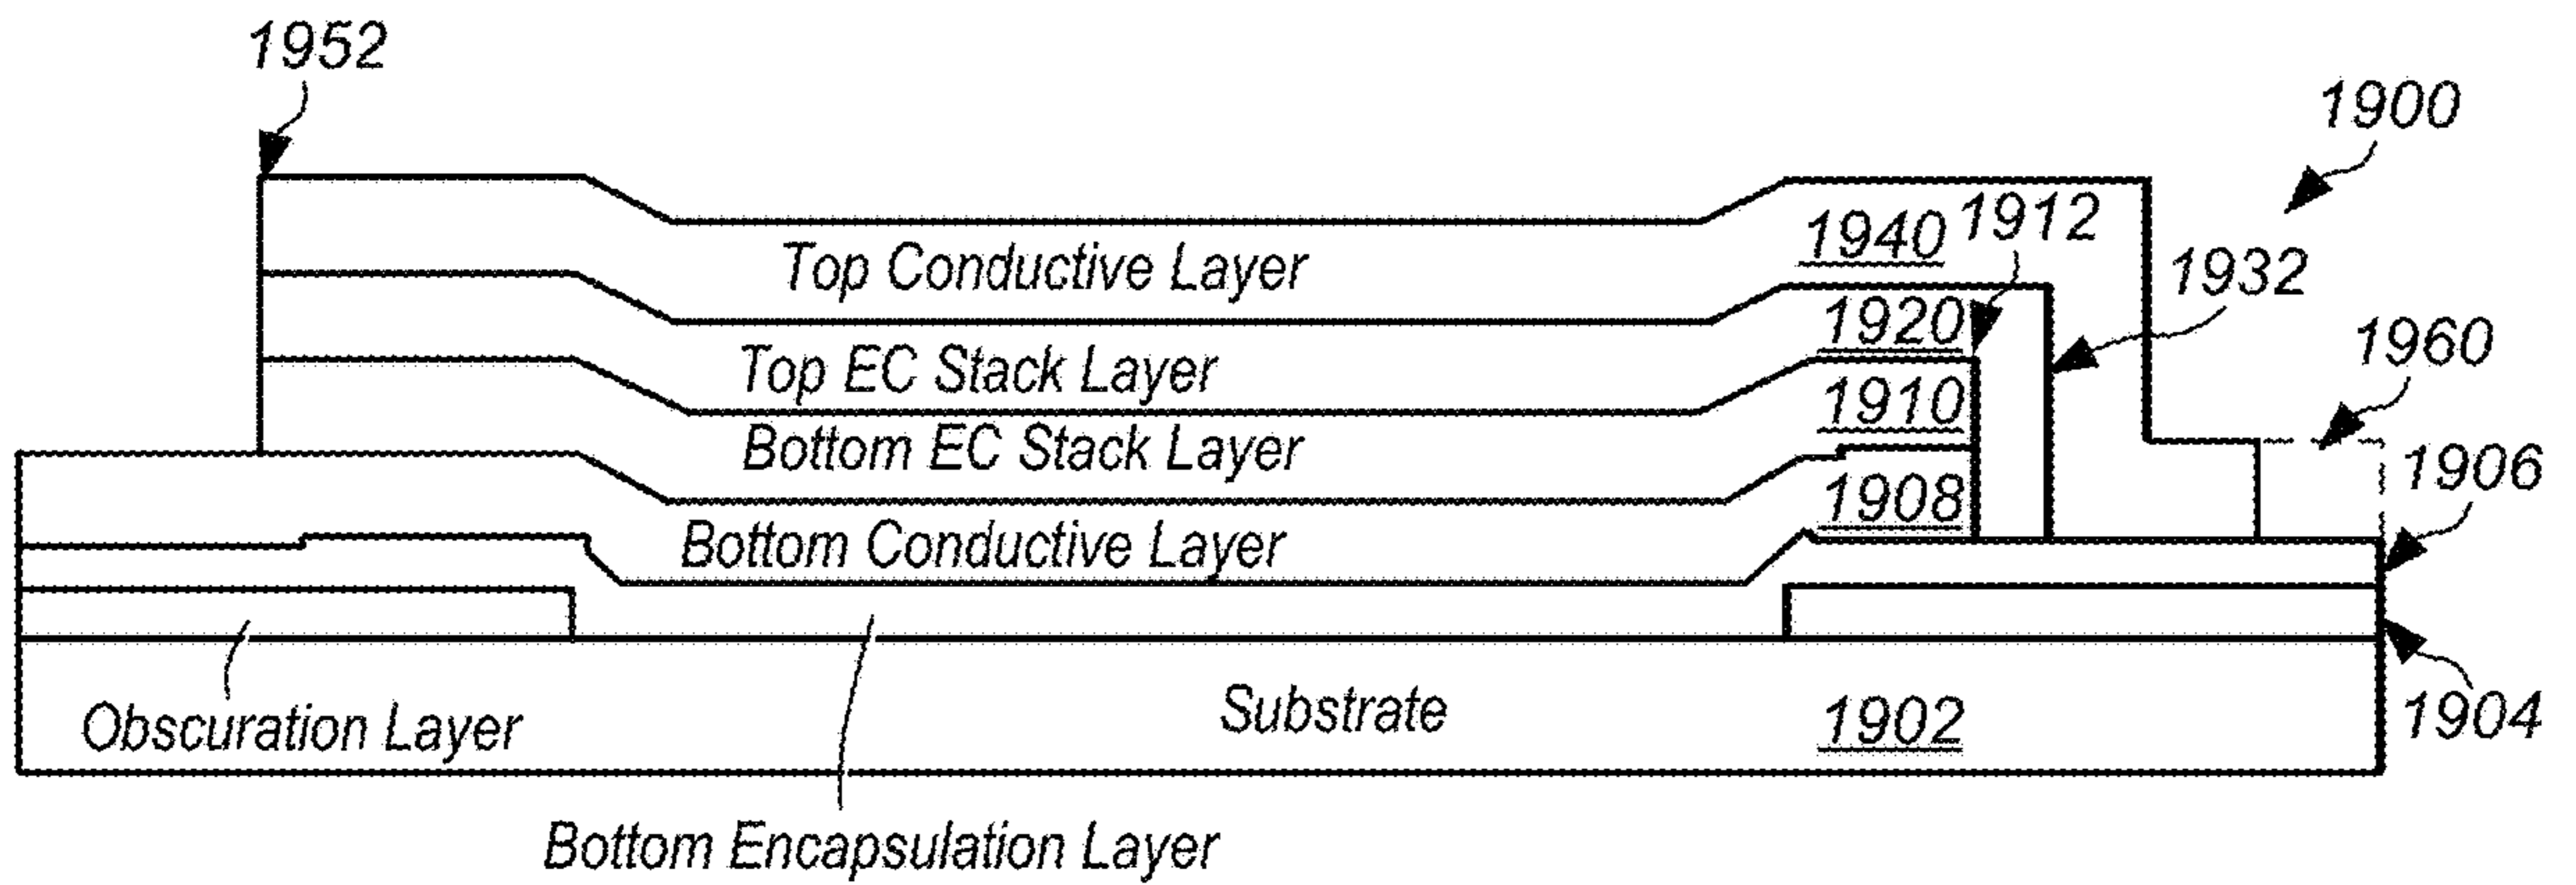 1952
1900
1912
1940
Top Conductive Layer
1932
1920
1960
Top EC Stack Layer
1910
Bottom EC Stack Layer
1906
1908
Bottom Conductive Layer
Obscuration Layer
Substrate
1902
1904
Bottom Encapsulation Layer